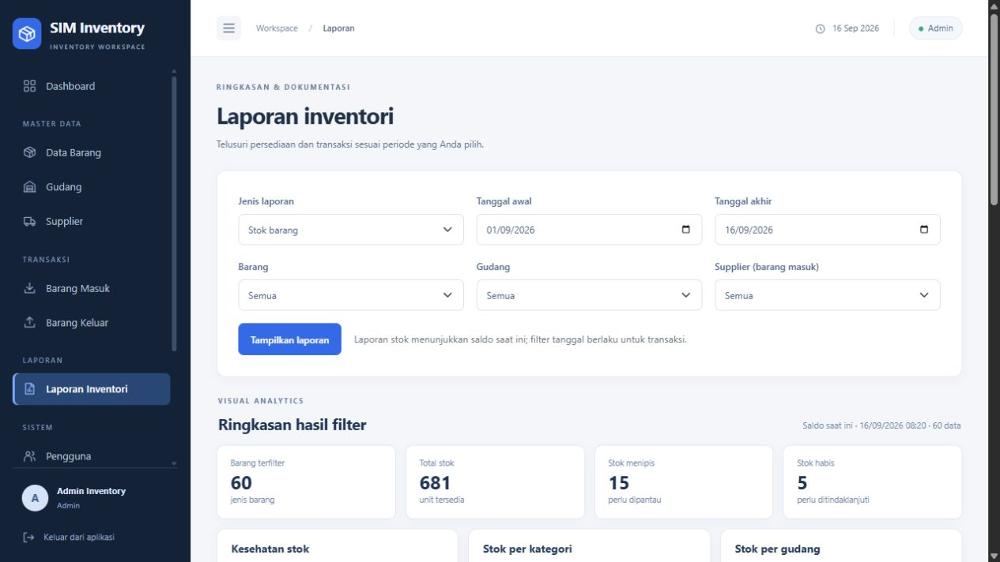 SIM Inventory
INVENTORY WORKSPACE
Dashboard
MASTER DATA
Data Barang
Gudang
Supplier
TRANSAKSI
Barang Masuk
Barang Keluar
LAPORAN
Laporan Inventori
SISTEM
Pengguna
A
Admin Inventory
Admin
Keluar dari aplikasi
Workspace / Laporan
16 Sep 2026
Admin
RINGKASAN & DOKUMENTASI
Laporan inventori
Telusuri persediaan dan transaksi sesuai periode yang Anda pilih.
Jenis laporan
Stok barang
Tanggal awal
01/09/2026
Tanggal akhir
16/09/2026
Barang
Semua
Gudang
Semua
Supplier (barang masuk)
Semua
Tampilkan laporan
Laporan stok menunjukkan saldo saat ini; filter tanggal berlaku untuk transaksi.
VISUAL ANALYTICS
Ringkasan hasil filter
Saldo saat ini · 16/09/2026 08:20 · 60 data
Barang terfilter
60
jenis barang
Total stok
681
unit tersedia
Stok menipis
15
perlu dipantau
Stok habis
5
perlu ditindaklanjuti
Kesehatan stok
Stok per kategori
Stok per gudang